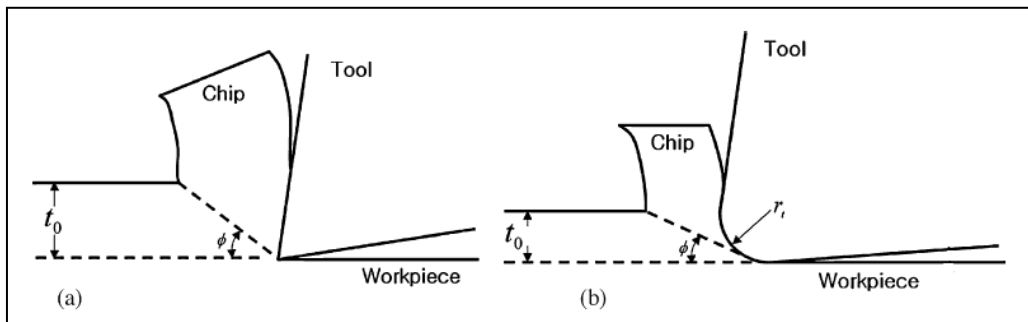 Tool
Chip
t₀
ϕ
Workpiece
(a)
Tool
Chip
rₜ
t₀
ϕ
Workpiece
(b)